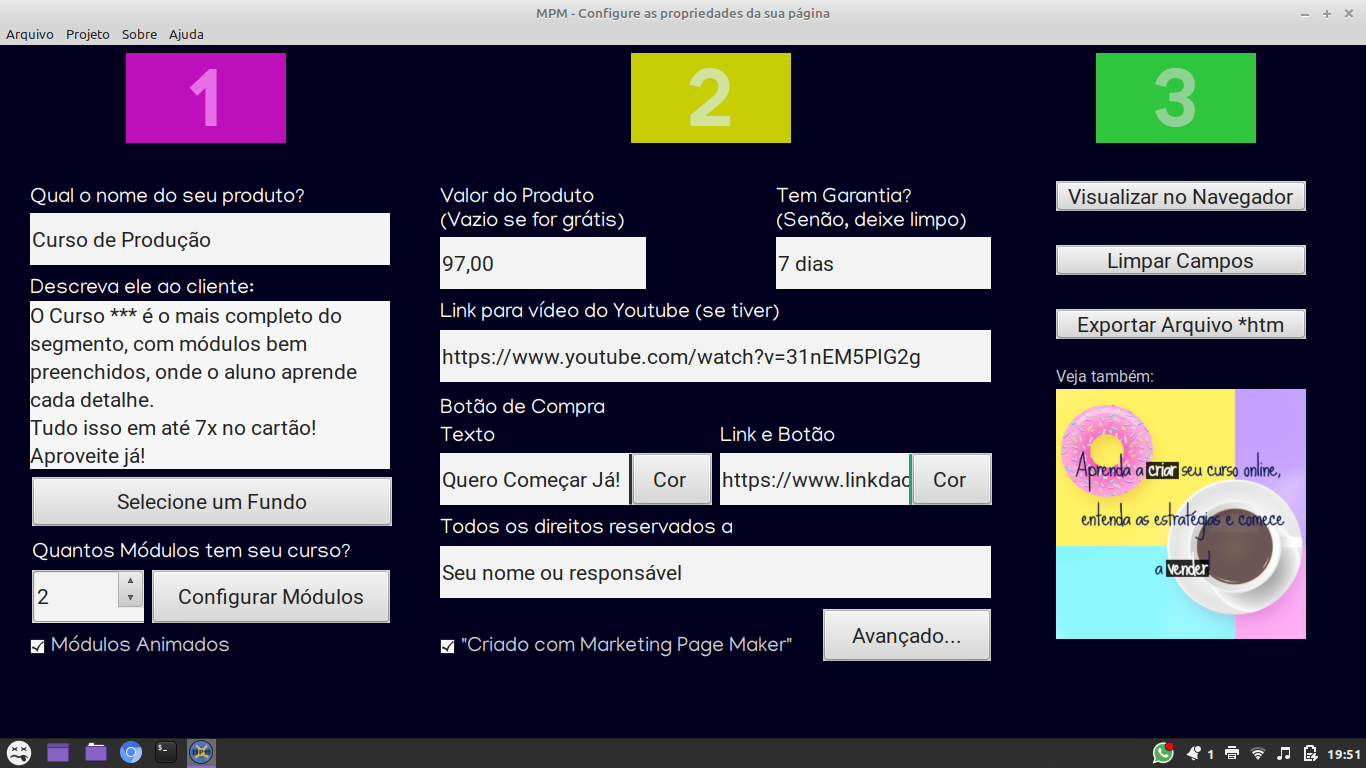 MPM - Configure as propriedades da sua página
Arquivo Projeto Sobre Ajuda
1
2
3
Qual o nome do seu produto?
Curso de Produção
Descreva ele ao cliente:
O Curso *** é o mais completo do
segmento, com módulos bem
preenchidos, onde o aluno aprende
cada detalhe.
Tudo isso em até 7x no cartão!
Aproveite já!
Selecione um Fundo
Quantos Módulos tem seu curso?
2
Configurar Módulos
Módulos Animados
Valor do Produto
(Vazio se for grátis)
97,00
Tem Garantia?
(Senão, deixe limpo)
7 dias
Link para vídeo do Youtube (se tiver)
https://www.youtube.com/watch?v=31nEM5PIG2g
Botão de Compra
Texto
Quero Começar Já!
Cor
Link e Botão
https://www.linkdac
Cor
Todos os direitos reservados a
Seu nome ou responsável
"Criado com Marketing Page Maker"
Avançado...
Visualizar no Navegador
Limpar Campos
Exportar Arquivo *htm
Veja também:
Aprenda a criar seu curso online,
entenda as estratégias e comece
a vender
MPM
1
19:51